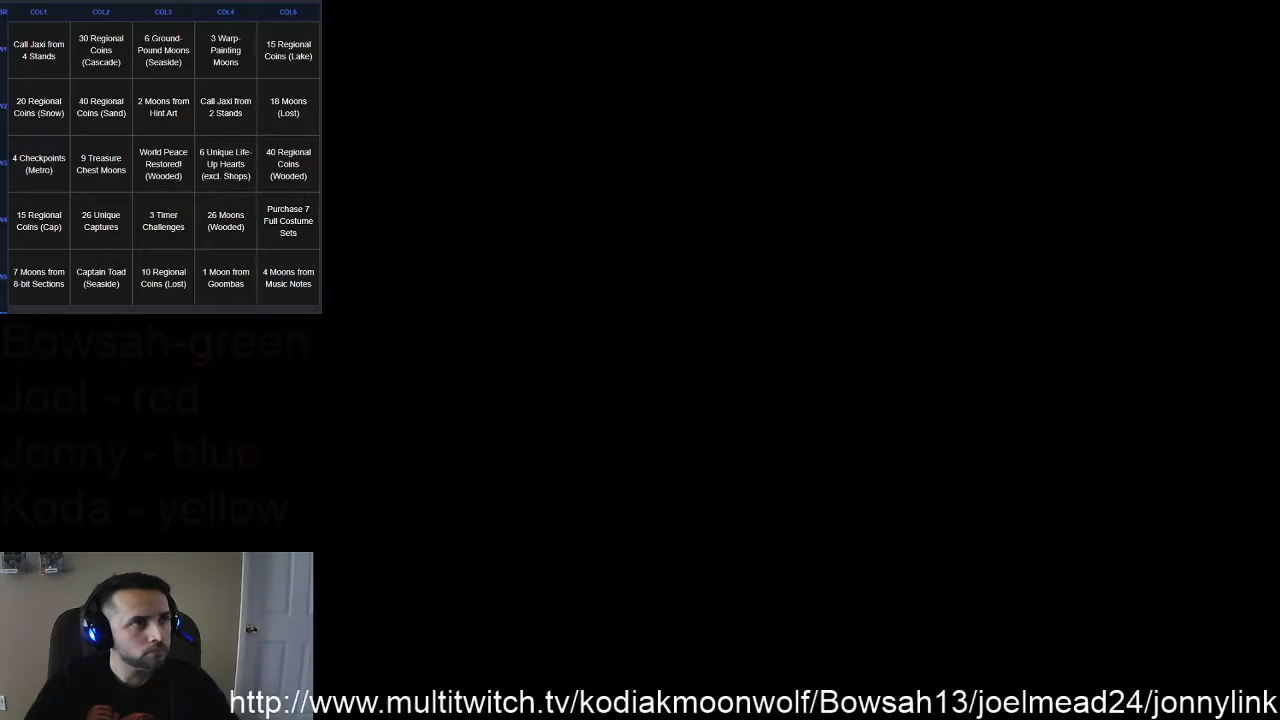 COL1 COL2 COL3 COL4 COL5
Call Jaxi from
4 Stands
30 Regional
Coins
(Cascade)
6 Ground-
Pound Moons
(Seaside)
3 Warp-
Painting
Moons
15 Regional
Coins (Lake)
20 Regional
Coins (Snow)
40 Regional
Coins (Sand)
2 Moons from
Hint Art
Call Jaxi from
2 Stands
18 Moons
(Lost)
4 Checkpoints
(Metro)
9 Treasure
Chest Moons
World Peace
Restored!
(Wooded)
6 Unique Life-
Up Hearts
(excl. Shops)
40 Regional
Coins
(Wooded)
15 Regional
Coins (Cap)
26 Unique
Captures
3 Timer
Challenges
26 Moons
(Wooded)
Purchase 7
Full Costume
Sets
7 Moons from
8-bit Sections
Captain Toad
(Seaside)
10 Regional
Coins (Lost)
1 Moon from
Goombas
4 Moons from
Music Notes
Bowsah-green
Joel - red
Jonny - blue
Koda - yellow
http://www.multitwitch.tv/kodiakmoonwolf/Bowsah13/joelmead24/jonnylink